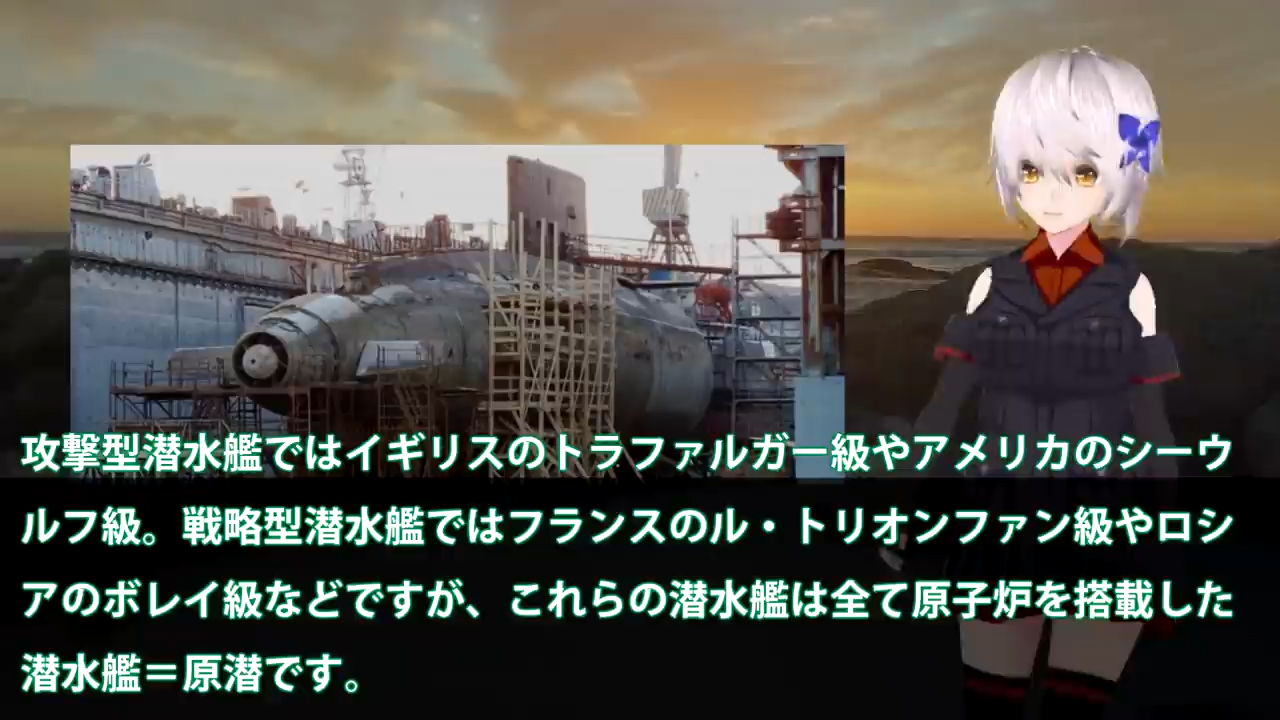 攻撃型潜水艦ではイギリスのトラファルガー級やアメリカのシーウ
ルフ級。戦略型潜水艦ではフランスのル・トリオンファン級やロシ
アのボレイ級などですが、これらの潜水艦は全て原子炉を搭載した
潜水艦＝原潜です。